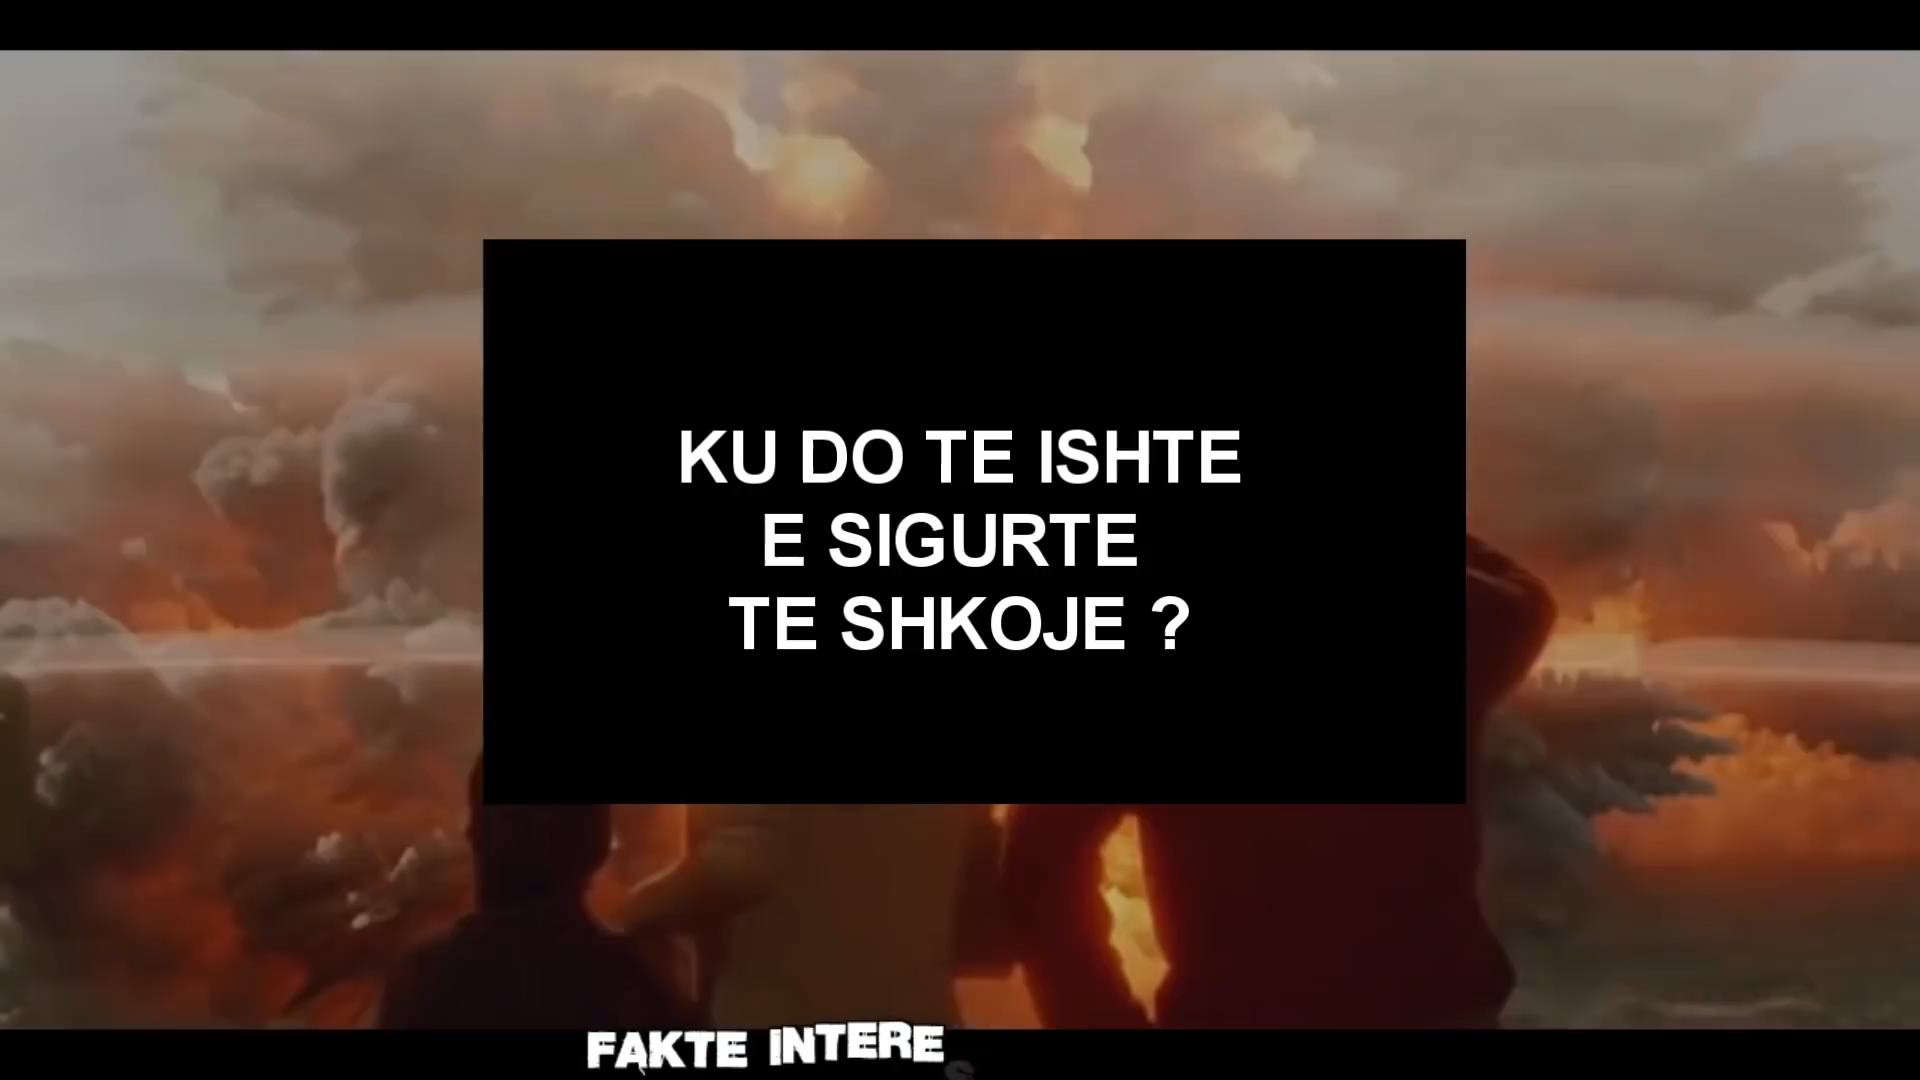 KU DO TE ISHTE
E SIGURTE
TE SHKOJE ?
FAKTE INTERE